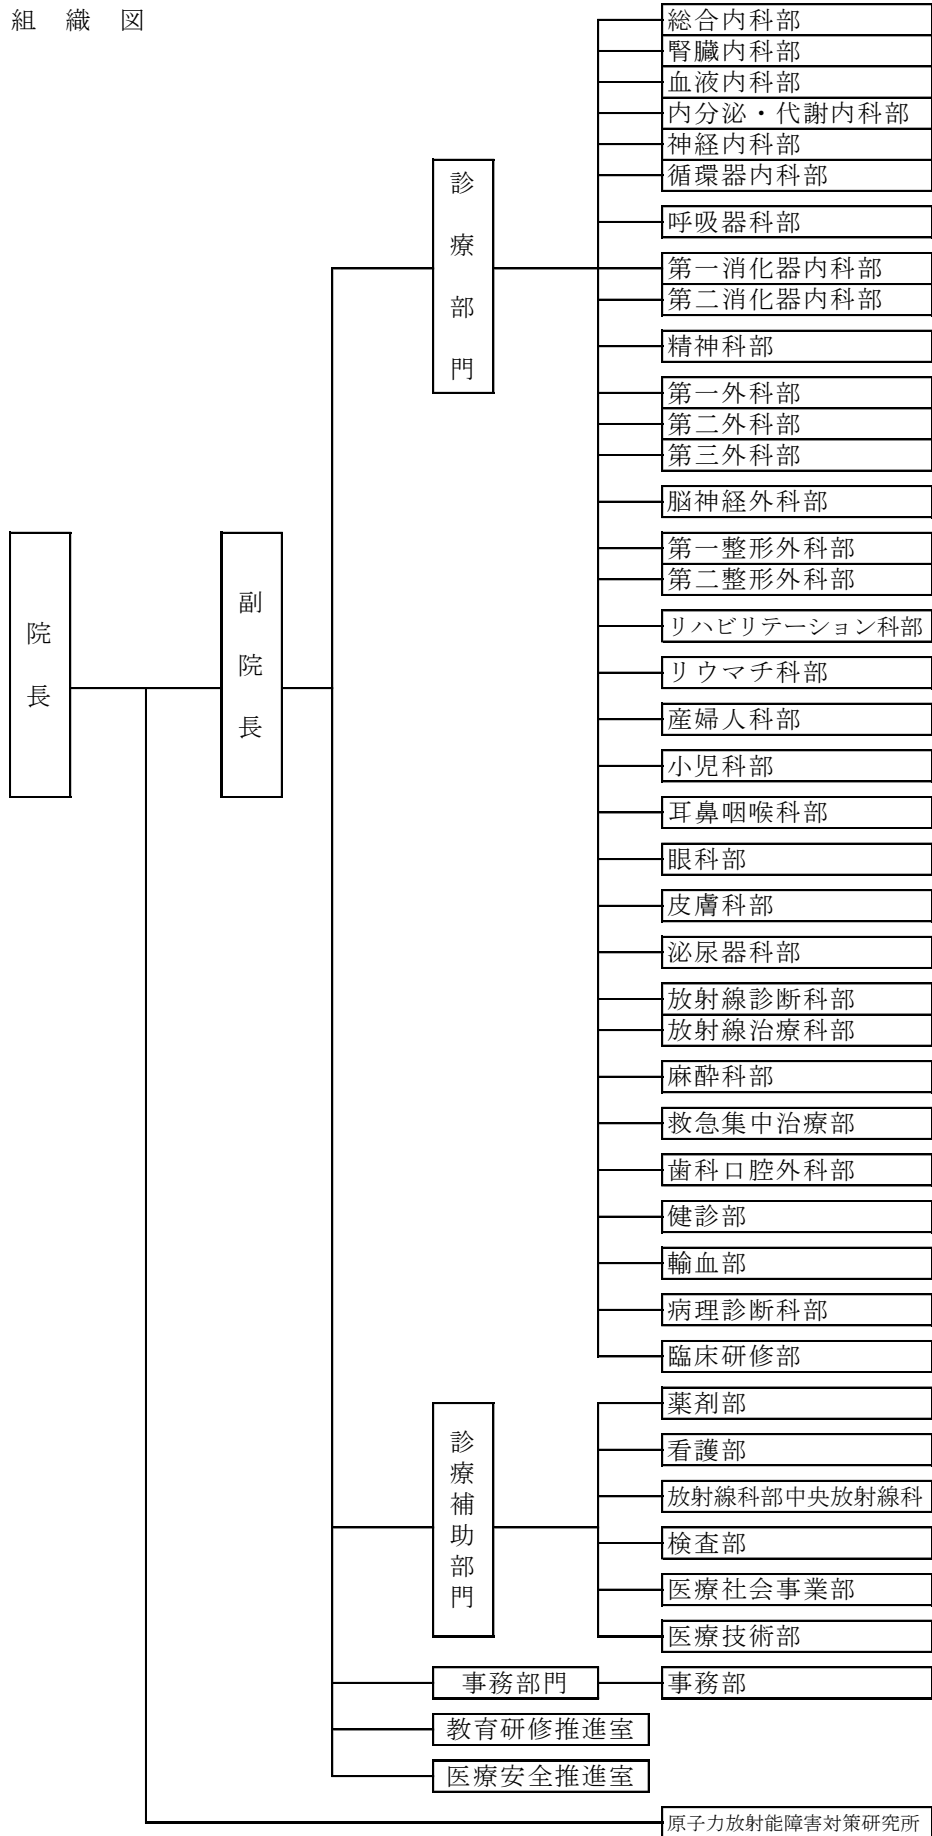 組 織 図
院長
副院長
診療部門
総合内科部
腎臓内科部
血液内科部
内分泌・代謝内科部
神経内科部
循環器内科部
呼吸器科部
第一消化器内科部
第二消化器内科部
精神科部
第一外科部
第二外科部
第三外科部
脳神経外科部
第一整形外科部
第二整形外科部
リハビリテーション科部
リウマチ科部
産婦人科部
小児科部
耳鼻咽喉科部
眼科部
皮膚科部
泌尿器科部
放射線診断科部
放射線治療科部
麻酔科部
救急集中治療部
歯科口腔外科部
健診部
輸血部
病理診断科部
臨床研修部
診療補助部門
薬剤部
看護部
放射線科部中央放射線科
検査部
医療社会事業部
医療技術部
事務部門
事務部
教育研修推進室
医療安全推進室
原子力放射能障害対策研究所